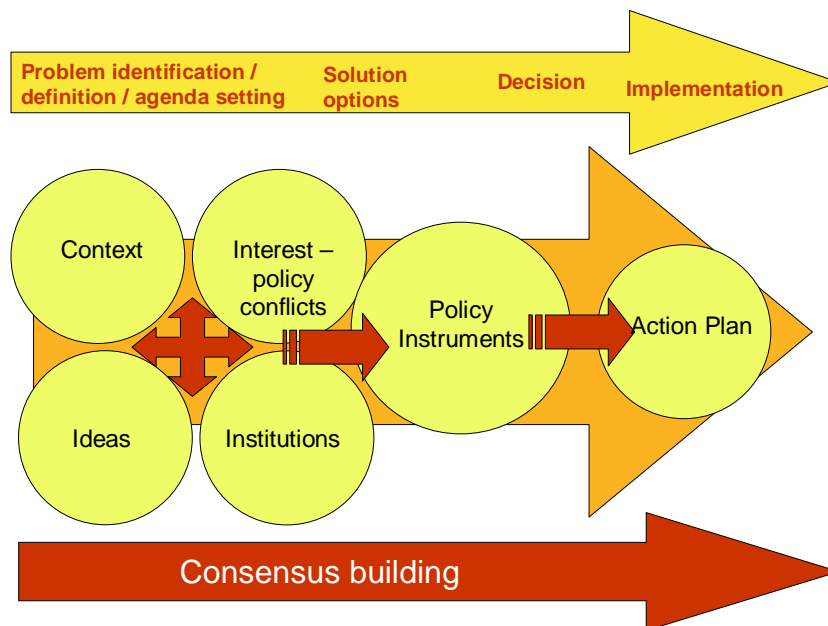 Problem identification /
definition / agenda setting
Solution
options
Decision
Implementation
Context
Interest –
policy
conflicts
Policy
Instruments
Action Plan
Ideas
Institutions
Consensus building